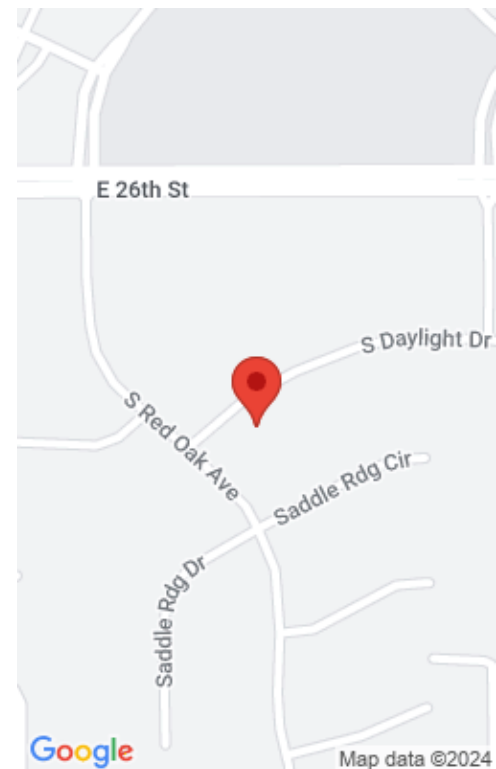 E 26th St
S Daylight Dr
S Red Oak Ave
Saddle Rdg Cir
Saddle Rdg Dr
Google
Map data ©2024